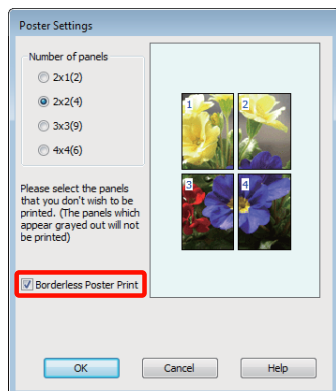 Poster Settings
Number of panels
2x1(2)
2x2(4)
3x3(9)
4x4(6)
1
2
3
4
Please select the panels
that you don't wish to be
printed. (The panels which
appear grayed out will not
be printed)
Borderless Poster Print
OK
Cancel
Help